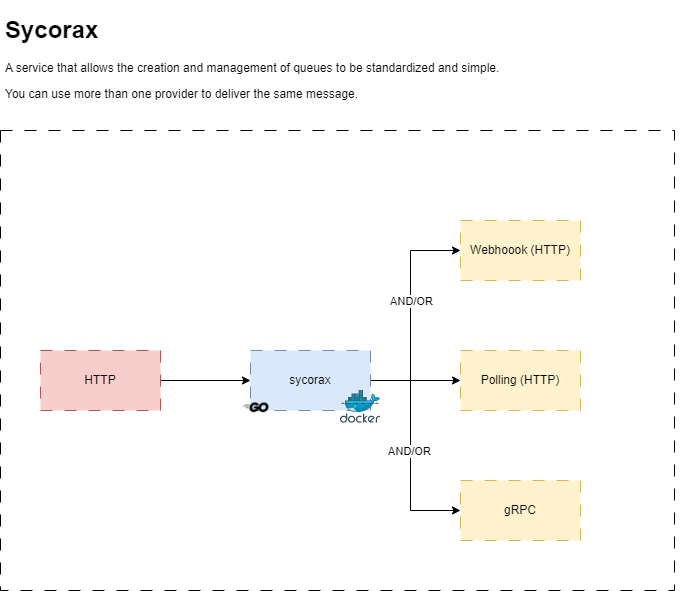 Sycorax
A service that allows the creation and management of queues to be standardized and simple.
You can use more than one provider to deliver the same message.
Webhoook (HTTP)
AND/OR
HTTP
sycorax
Polling (HTTP)
GO
docker
AND/OR
gRPC